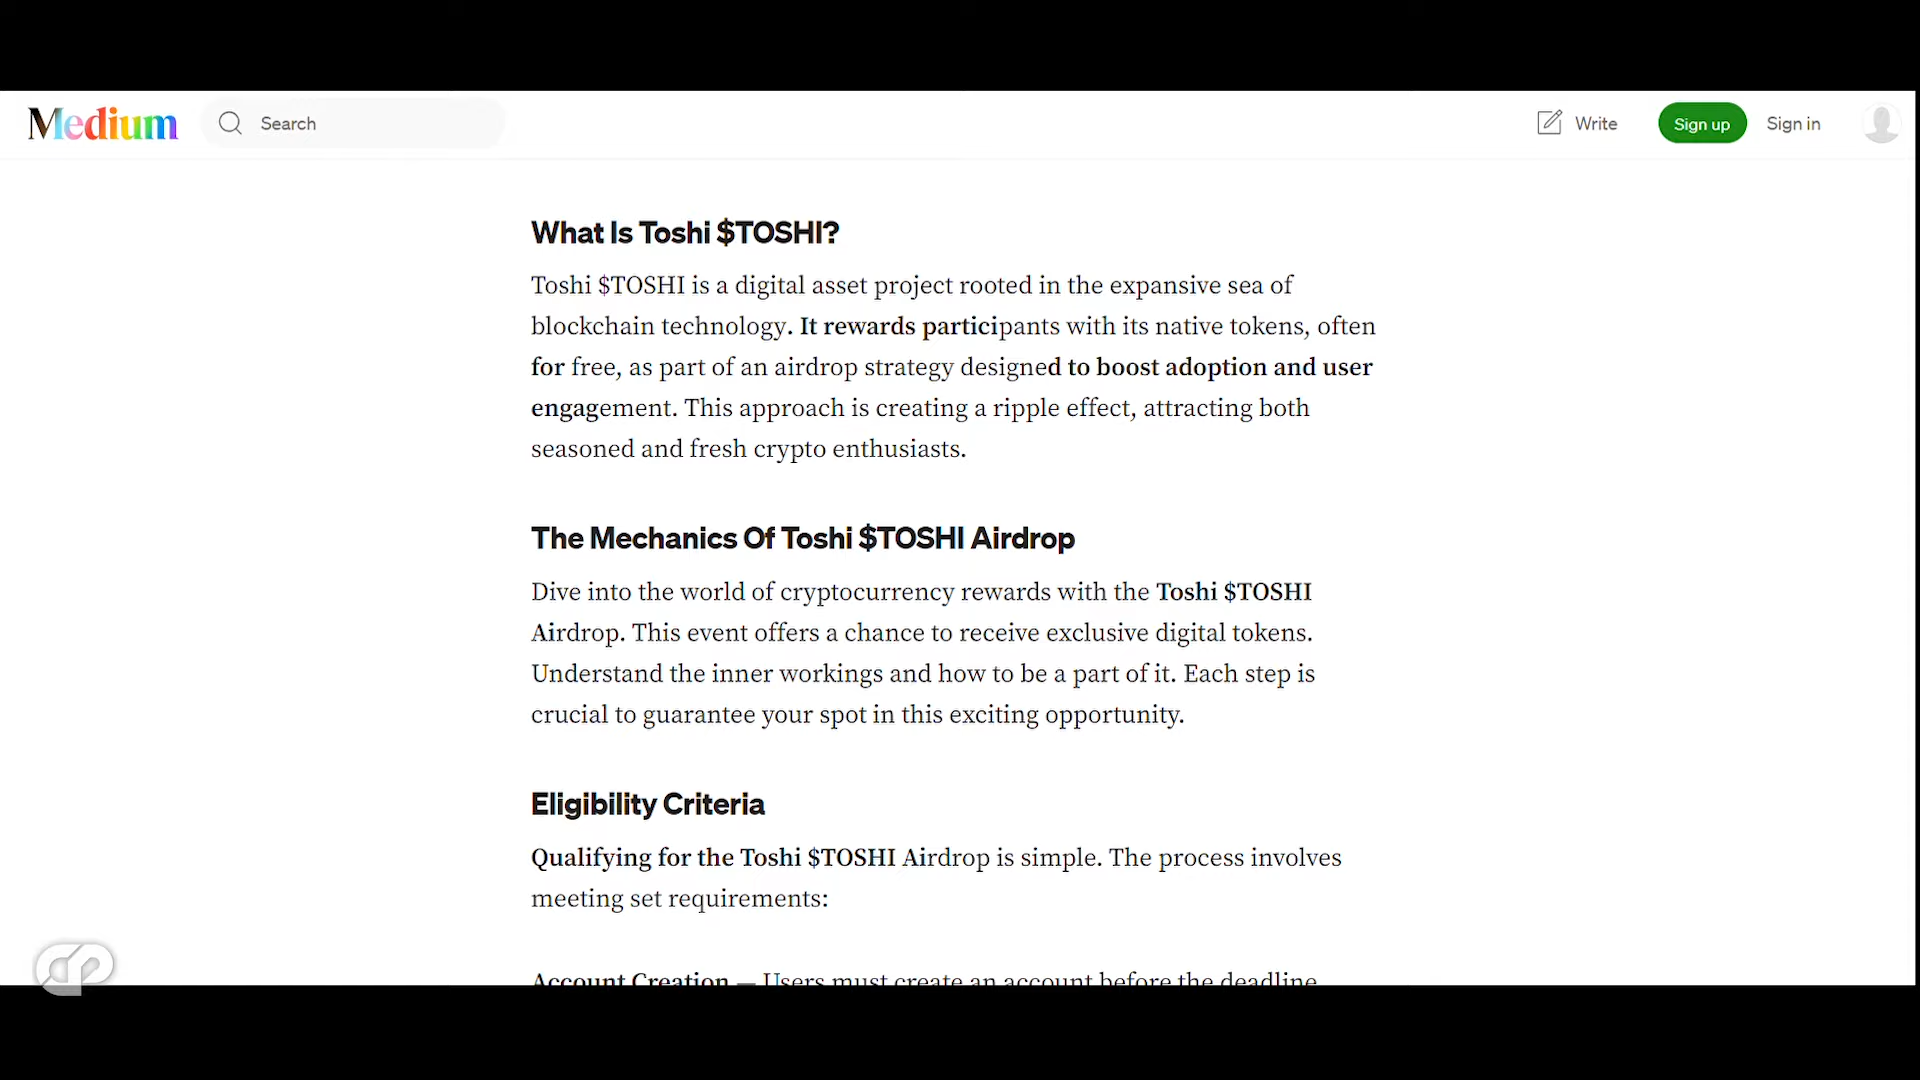 Medium
Search
Write
Sign up
Sign in
What Is Toshi $TOSHI?
Toshi $TOSHI is a digital asset project rooted in the expansive sea of
blockchain technology. It rewards participants with its native tokens, often
for free, as part of an airdrop strategy designed to boost adoption and user
engagement. This approach is creating a ripple effect, attracting both
seasoned and fresh crypto enthusiasts.
The Mechanics Of Toshi $TOSHI Airdrop
Dive into the world of cryptocurrency rewards with the Toshi $TOSHI
Airdrop. This event offers a chance to receive exclusive digital tokens.
Understand the inner workings and how to be a part of it. Each step is
crucial to guarantee your spot in this exciting opportunity.
Eligibility Criteria
Qualifying for the Toshi $TOSHI Airdrop is simple. The process involves
meeting set requirements:
Account Creation — Users must create an account before the deadline